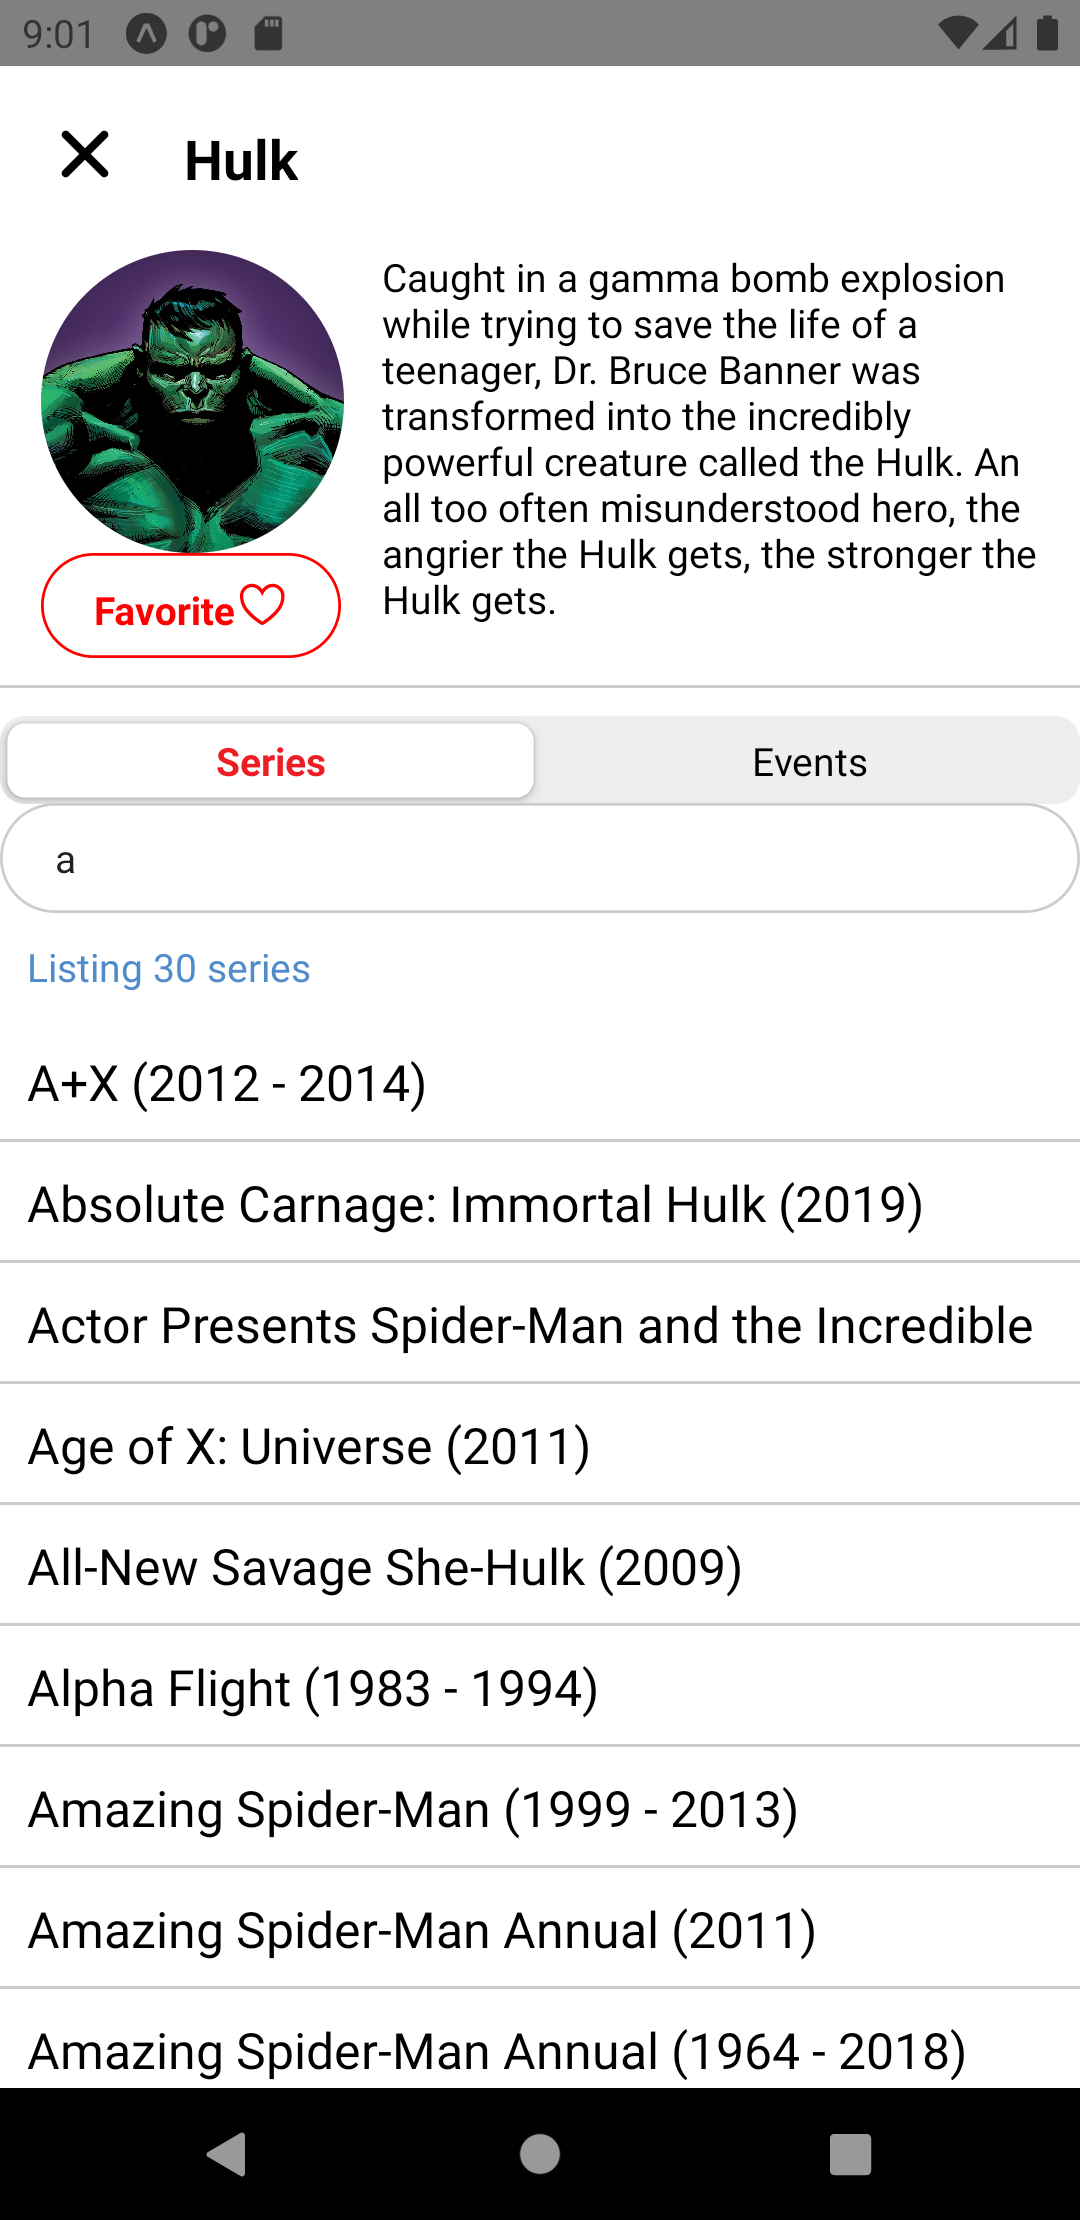 9:01
Hulk
Caught in a gamma bomb explosion
while trying to save the life of a
teenager, Dr. Bruce Banner was
transformed into the incredibly
powerful creature called the Hulk. An
all too often misunderstood hero, the
angrier the Hulk gets, the stronger the
Hulk gets.
Favorite
Series
Events
a
Listing 30 series
A+X (2012 - 2014)
Absolute Carnage: Immortal Hulk (2019)
Actor Presents Spider-Man and the Incredible
Age of X: Universe (2011)
All-New Savage She-Hulk (2009)
Alpha Flight (1983 - 1994)
Amazing Spider-Man (1999 - 2013)
Amazing Spider-Man Annual (2011)
Amazing Spider-Man Annual (1964 - 2018)